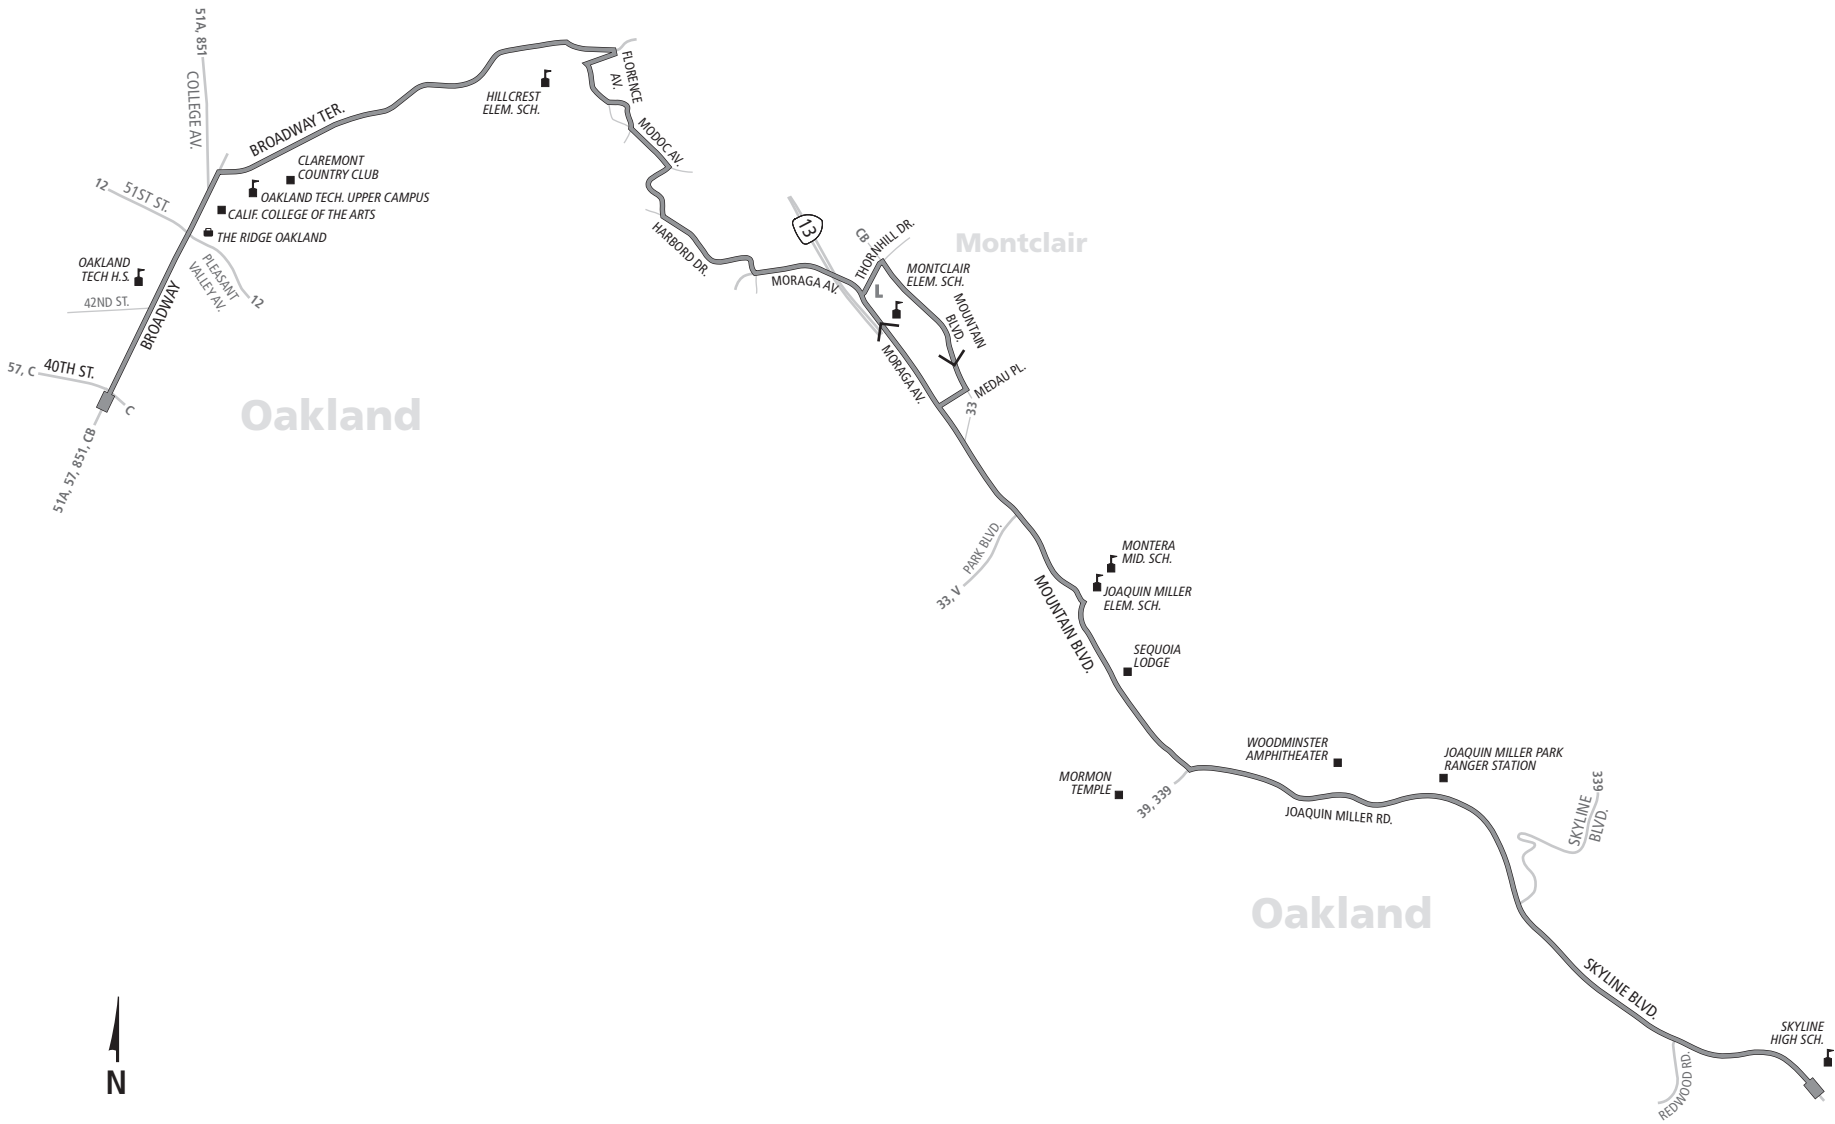 51A, 851
COLLEGE AV.
BROADWAY TER.
HILLCREST
ELEM. SCH.
FLORENCE
AV.
MODOC AV.
CLAREMONT
COUNTRY CLUB
OAKLAND TECH. UPPER CAMPUS
CALIF. COLLEGE OF THE ARTS
THE RIDGE OAKLAND
12
51ST ST.
OAKLAND
TECH H.S.
PLEASANT
VALLEY AV.
12
42ND ST.
BROADWAY
57, C
40TH ST.
C
51A, 57, 851, CB
Oakland
HARBORD DR.
MORAGA AV.
13
CB
THORNHILL DR.
Montclair
MONTCLAIR
ELEM. SCH.
L
MOUNTAIN
BLVD.
MORAGA AV.
MEDAU PL.
33
PARK BLVD.
33, V
MONTERA
MID. SCH.
JOAQUIN MILLER
ELEM. SCH.
MOUNTAIN BLVD.
SEQUOIA
LODGE
MORMON
TEMPLE
39, 339
WOODMINSTER
AMPHITHEATER
JOAQUIN MILLER PARK
RANGER STATION
JOAQUIN MILLER RD.
339
SKYLINE
BLVD.
Oakland
SKYLINE BLVD.
SKYLINE
HIGH SCH.
REDWOOD RD.
N